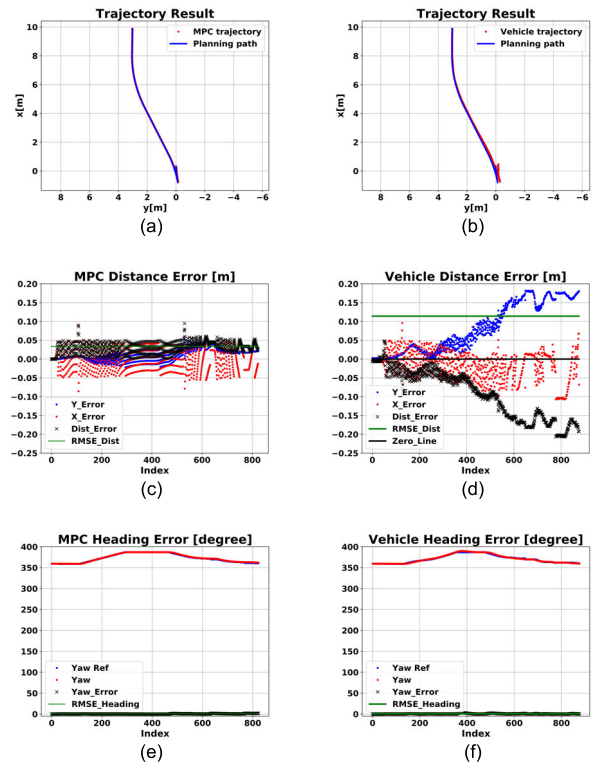 Trajectory Result
10
8
6
4
2
0
x[m]
MPC trajectory
Planning path
8 6 4 2 0 −2 −4 −6
y[m]
(a)
Trajectory Result
10
8
6
4
2
0
x[m]
Vehicle trajectory
Planning path
8 6 4 2 0 −2 −4 −6
y[m]
(b)
MPC Distance Error [m]
0.20
0.15
0.10
0.05
0.00
−0.05
−0.10
−0.15
−0.20
−0.25
Y_Error
X_Error
Dist_Error
RMSE_Dist
0 200 400 600 800
Index
(c)
Vehicle Distance Error [m]
0.20
0.15
0.10
0.05
0.00
−0.05
−0.10
−0.15
−0.20
−0.25
Y_Error
X_Error
Dist_Error
RMSE_Dist
Zero_Line
0 200 400 600 800
Index
(d)
MPC Heading Error [degree]
400
350
300
250
200
150
100
50
0
Yaw Ref
Yaw
Yaw_Error
RMSE_Heading
0 200 400 600 800
Index
(e)
Vehicle Heading Error [degree]
400
350
300
250
200
150
100
50
0
Yaw Ref
Yaw
Yaw_Error
RMSE_Heading
0 200 400 600 800
Index
(f)